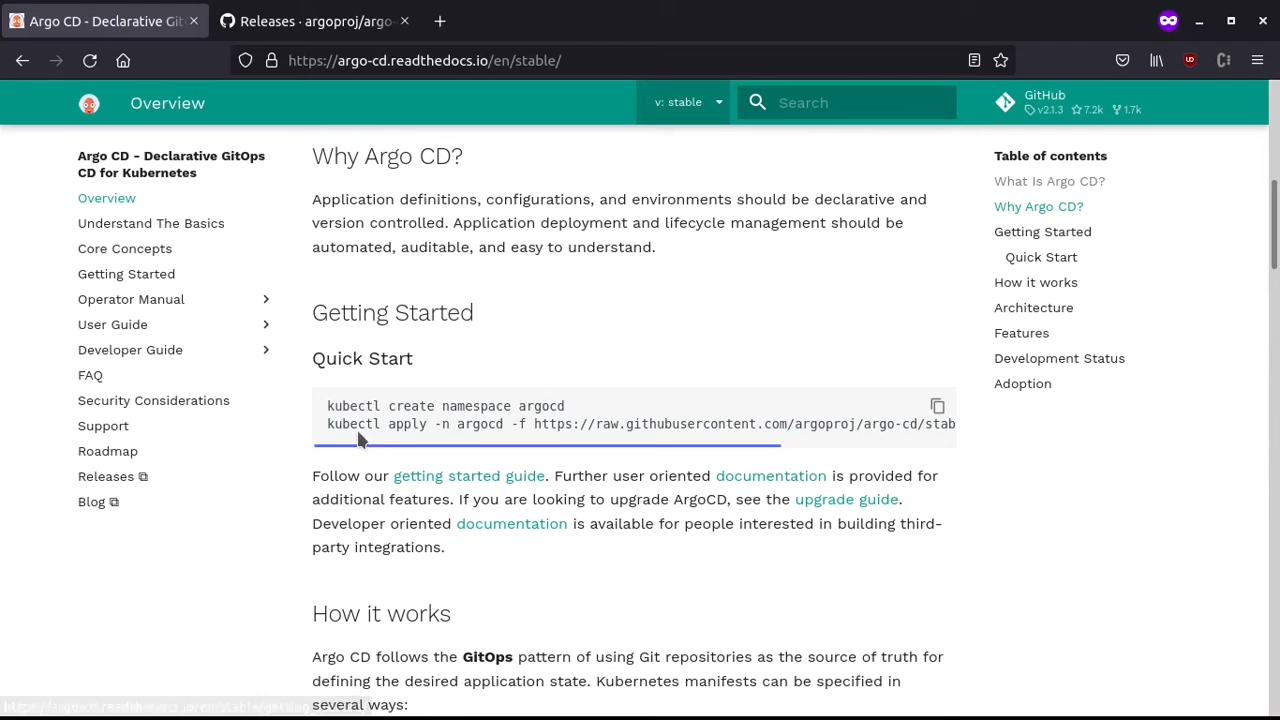 Argo CD - Declarative Git
Releases · argoproj/argo-
https://argo-cd.readthedocs.io/en/stable/
Overview
v: stable
Search
GitHub
v2.1.3 7.2k 1.7k
Argo CD - Declarative GitOps
CD for Kubernetes
Overview
Understand The Basics
Core Concepts
Getting Started
Operator Manual
User Guide
Developer Guide
FAQ
Security Considerations
Support
Roadmap
Releases
Blog
Why Argo CD?
Application definitions, configurations, and environments should be declarative and
version controlled. Application deployment and lifecycle management should be
automated, auditable, and easy to understand.
Getting Started
Quick Start
kubectl create namespace argocd
kubectl apply -n argocd -f https://raw.githubusercontent.com/argoproj/argo-cd/stab
Follow our getting started guide. Further user oriented documentation is provided for
additional features. If you are looking to upgrade ArgoCD, see the upgrade guide.
Developer oriented documentation is available for people interested in building third-
party integrations.
How it works
Argo CD follows the GitOps pattern of using Git repositories as the source of truth for
defining the desired application state. Kubernetes manifests can be specified in
several ways:
Table of contents
What Is Argo CD?
Why Argo CD?
Getting Started
Quick Start
How it works
Architecture
Features
Development Status
Adoption